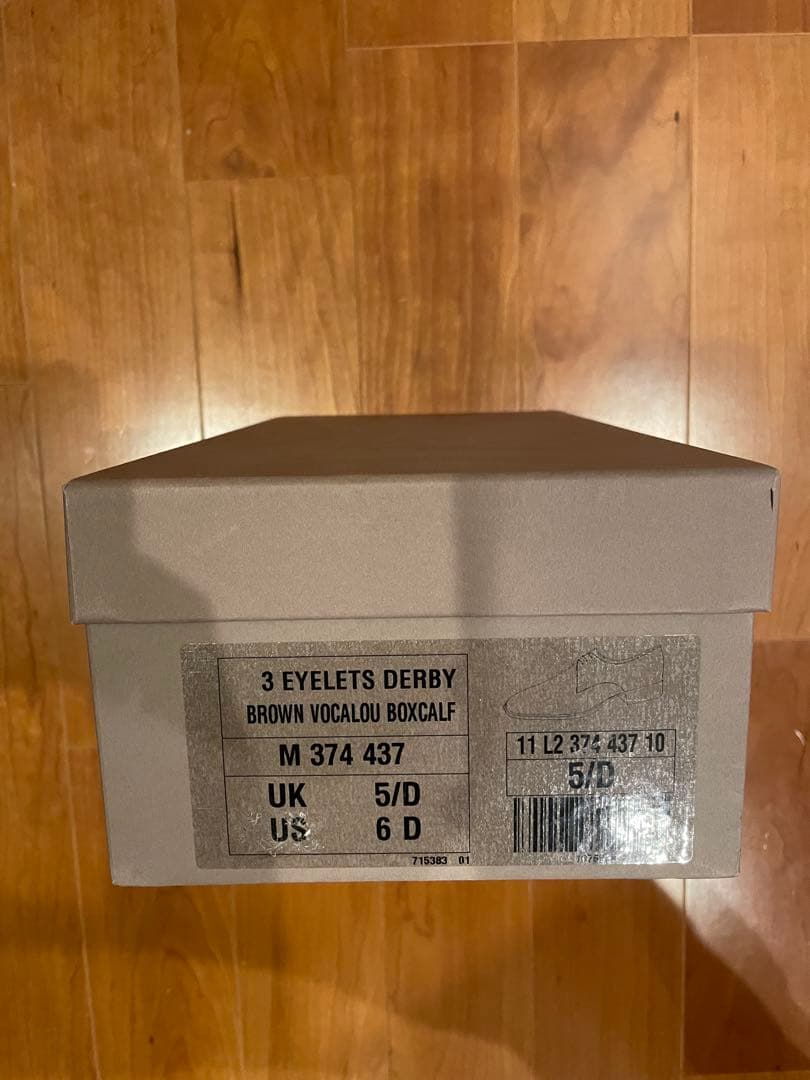 3 EYELETS DERBY
BROWN VOCALOU BOXCALF
M 374 437
UK 5/D
US 6 D
715383 01
11 L2 374 437 10
5/D